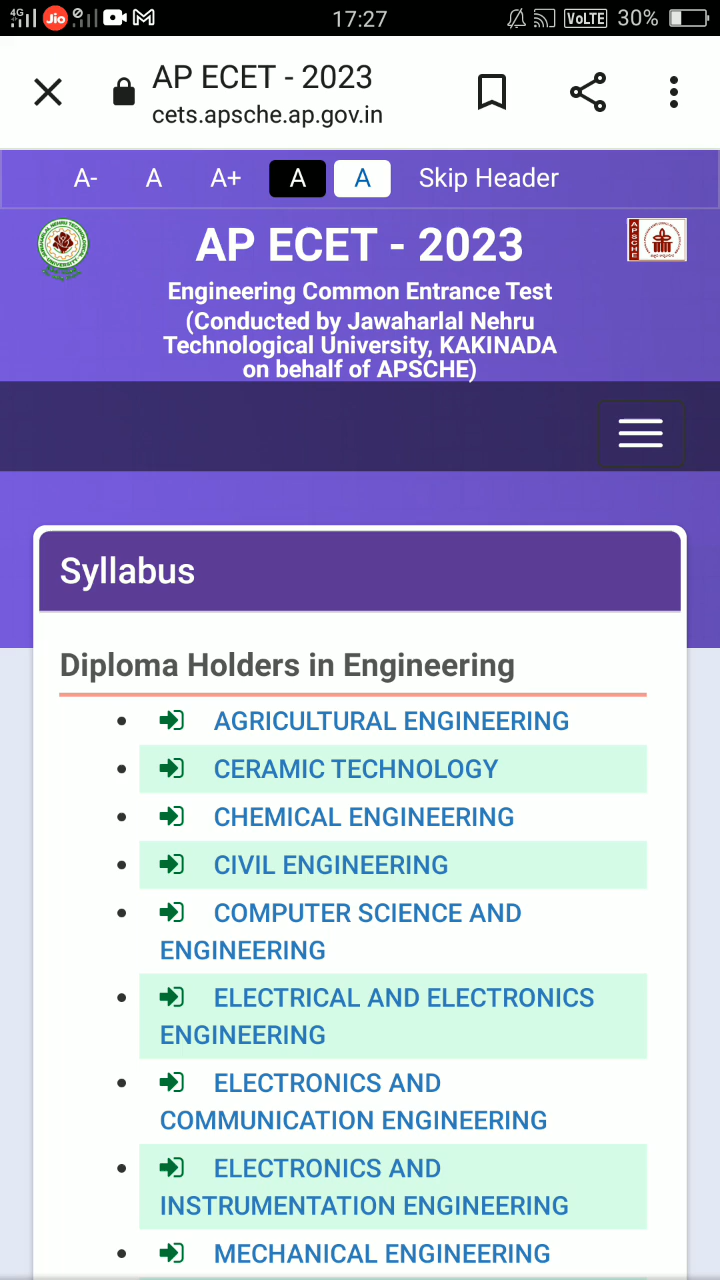 4G
Jio
17:27
VoLTE
30%
AP ECET - 2023
cets.apsche.ap.gov.in
A-
A
A+
A
A
Skip Header
AP ECET - 2023
APSCHE
Engineering Common Entrance Test
(Conducted by Jawaharlal Nehru
Technological University, KAKINADA
on behalf of APSCHE)
Syllabus
Diploma Holders in Engineering
AGRICULTURAL ENGINEERING
CERAMIC TECHNOLOGY
CHEMICAL ENGINEERING
CIVIL ENGINEERING
COMPUTER SCIENCE AND
ENGINEERING
ELECTRICAL AND ELECTRONICS
ENGINEERING
ELECTRONICS AND
COMMUNICATION ENGINEERING
ELECTRONICS AND
INSTRUMENTATION ENGINEERING
MECHANICAL ENGINEERING